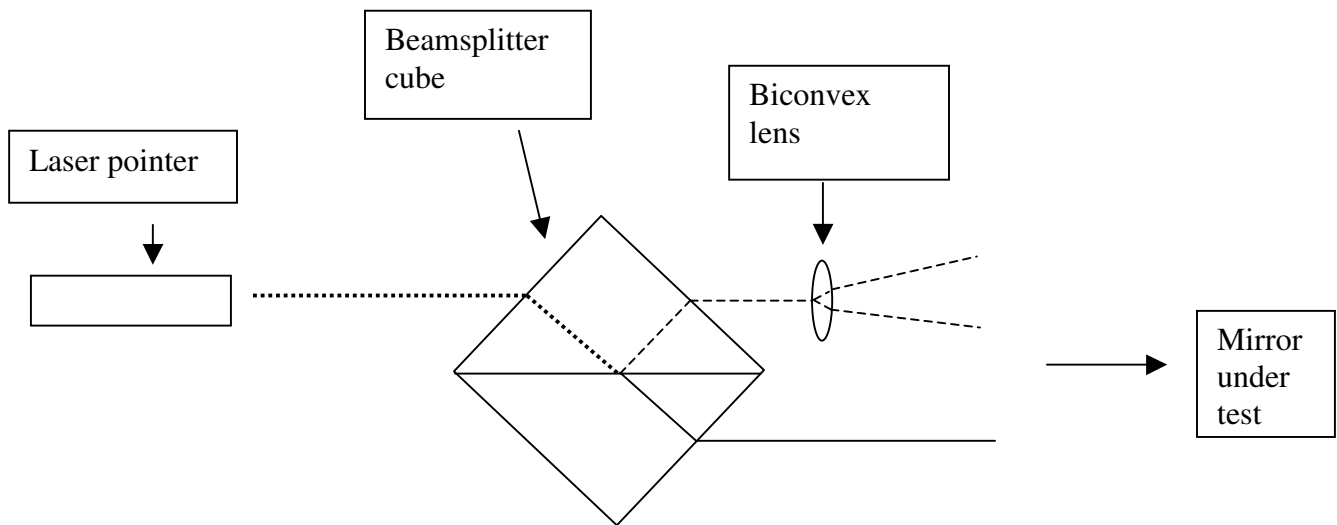 Beamsplitter
cube
Biconvex
lens
Laser pointer
Mirror
under
test